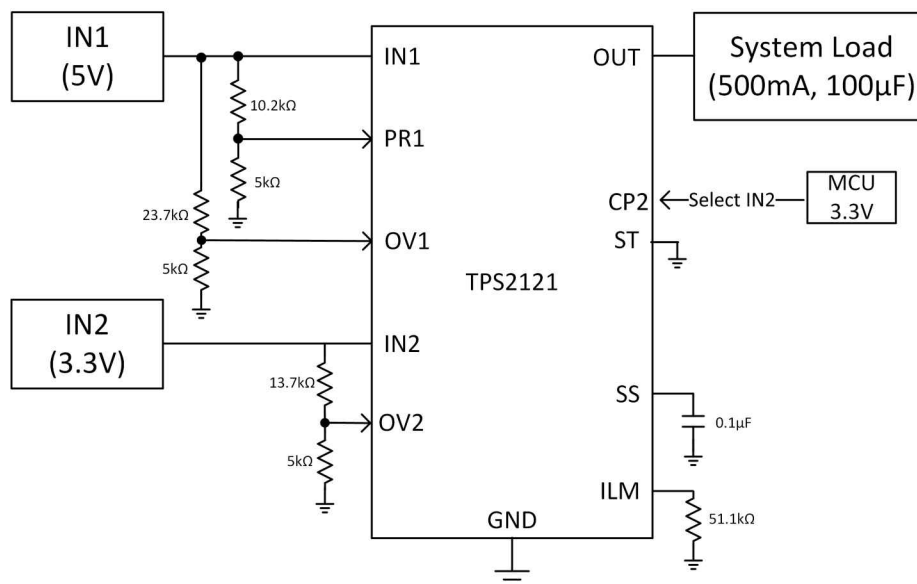 IN1
(5V)
IN1
OUT
System Load
(500mA, 100µF)
10.2kΩ
PR1
5kΩ
CP2
Select IN2
MCU
3.3V
23.7kΩ
OV1
ST
5kΩ
TPS2121
IN2
(3.3V)
IN2
13.7kΩ
OV2
5kΩ
SS
0.1µF
ILM
51.1kΩ
GND